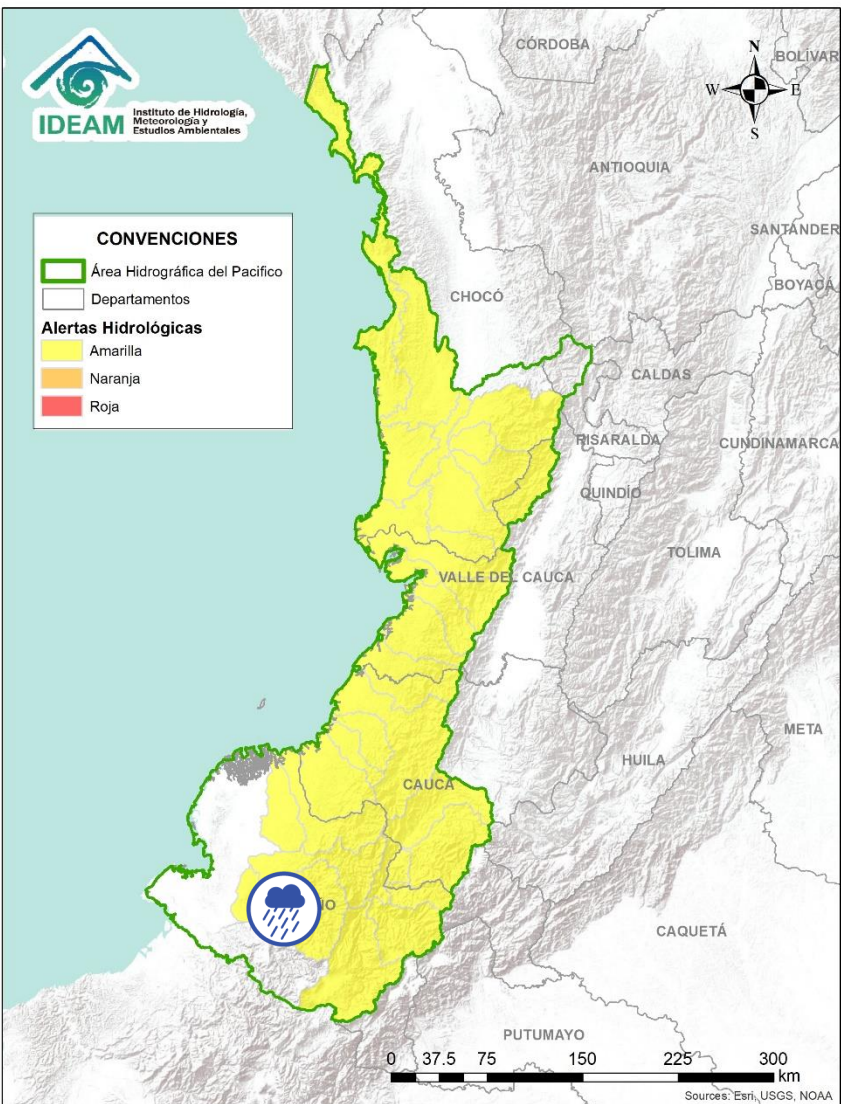 IDEAM
Instituto de Hidrología,
Meteorología y
Estudios Ambientales
CONVENCIONES
Área Hidrográfica del Pacifico
Departamentos
Alertas Hidrológicas
Amarilla
Naranja
Roja
N
W
E
S
CÓRDOBA
BOLÍVAR
ANTIOQUIA
SANTANDER
BOYACÁ
CHOCÓ
CALDAS
RISARALDA
CUNDINAMARCA
QUINDÍO
TOLIMA
VALLE DEL CAUCA
META
HUILA
CAUCA
CAQUETÁ
PUTUMAYO
0 37.5 75 150 225 300
km
Sources: Esri, USGS, NOAA